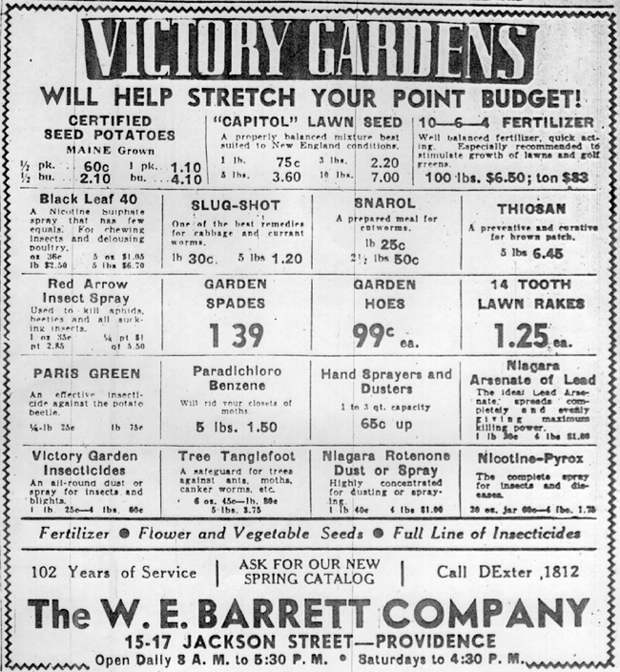 VICTORY GARDENS
WILL HELP STRETCH YOUR POINT BUDGET!
CERTIFIED
SEED POTATOES
MAINE Grown
½ pk. 60c 1 pk. 1.10
½ bu. 2.10 bu. 4.10
"CAPITOL" LAWN SEED
A properly balanced mixture best
suited to New England conditions.
1 lb. 75c 3 lbs. 2.20
5 lbs. 3.60 10 lbs. 7.00
10—6—4 FERTILIZER
Well balanced fertilizer, quick act-
ing. Especially recommended to
stimulate growth of lawns and golf
greens.
100 lbs. $6.50; ton $83
Black Leaf 40
A Nicotine Sulphate
spray that has few
equals. For chewing
insects and delousing
poultry.
oz 36c 5 oz $1.05
lb $2.50 5 lbs $6.70
SLUG-SHOT
One of the best remedies
for cabbage and currant
worms.
lb 30c. 5 lbs 1.20
SNAROL
A prepared meal for
cutworms.
lb 25c
2½ lbs 50c
THIOSAN
A preventive and curative
for brown patch.
5 lbs 6.45
Red Arrow
Insect Spray
Used to kill aphids,
beetles and all suck-
ing insects.
1 oz 35c ¼ pt $1
pt 2.85 qt 5.50
GARDEN
SPADES
1 39
GARDEN
HOES
99c ea.
14 TOOTH
LAWN RAKES
1.25 ea.
PARIS GREEN
An effective insecti-
cide against the potato
beetle.
¼-lb 25c lb 75c
Paradichloro
Benzene
Will rid your closets of
moths.
5 lbs. 1.50
Hand Sprayers and
Dusters
1 to 3 qt. capacity
65c up
Niagara
Arsenate of Lead
The ideal Lead Arse-
nate, spreads com-
pletely and evenly
giving maximum
killing power.
1 lb 4 lbs $1.00
Victory Garden
Insecticides
An all-round dust or
spray for insects and
blights.
1 lb 25c—4 lbs. 80c
Tree Tanglefoot
A safeguard for trees
against ants, moths,
canker worms, etc.
6 oz. 45c—lb. 80c
5 lbs. 3.75
Niagara Rotenone
Dust or Spray
Highly concentrated
for dusting or spray-
ing.
1 lb 40c 4 lbs $1.00
Nicotine-Pyrox
The complete spray
for insects and dis-
eases.
20 oz. jar 60c—4 lbs. 1.75
Fertilizer ● Flower and Vegetable Seeds ● Full Line of Insecticides
102 Years of Service
ASK FOR OUR NEW
SPRING CATALOG
Call DExter ,1812
The W. E. BARRETT COMPANY
15-17 JACKSON STREET—PROVIDENCE
Open Daily 8 A. M. to 5:30 P. M. ● Saturdays to 4:30 P. M.